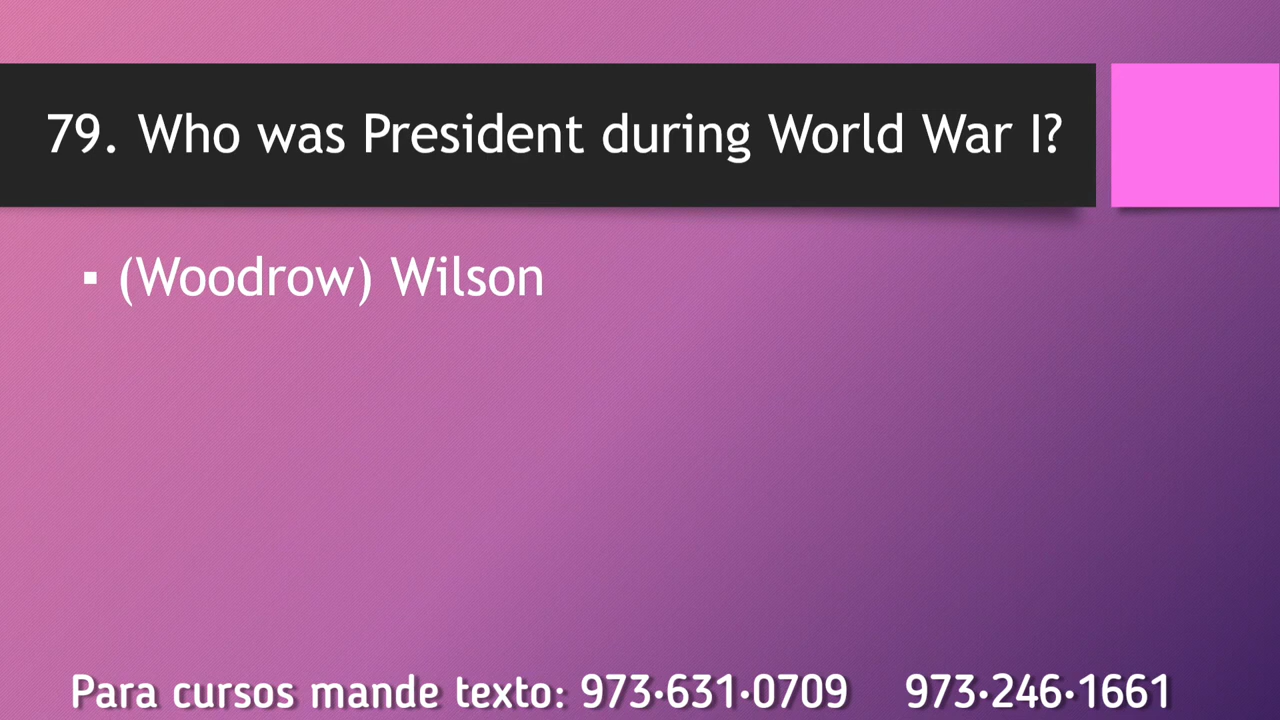 79. Who was President during World War I?
▪ (Woodrow) Wilson
Para cursos mande texto: 973·631·0709 973·246·1661